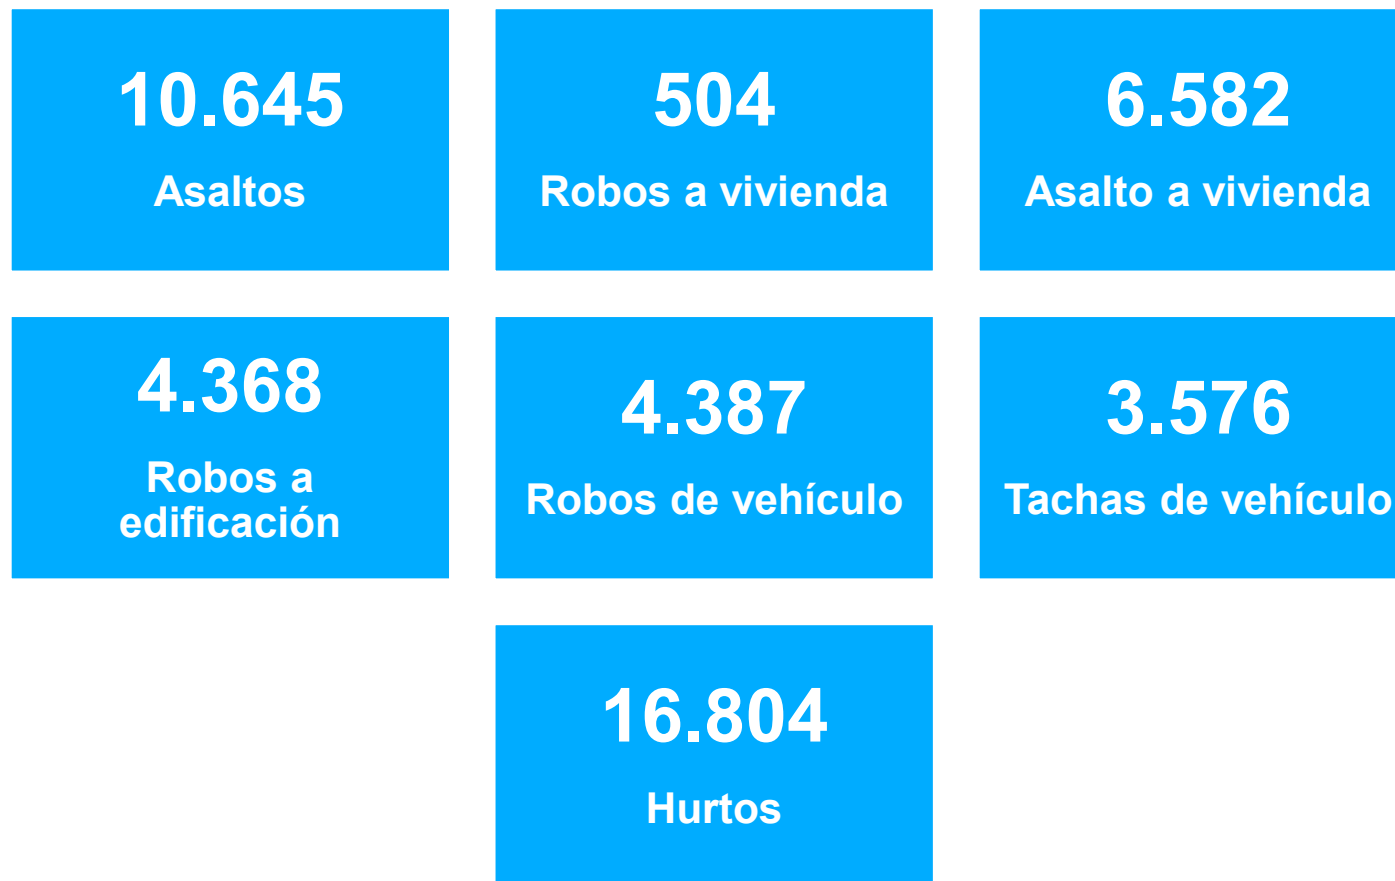 10.645
Asaltos
504
Robos a vivienda
6.582
Asalto a vivienda
4.368
Robos a
edificación
4.387
Robos de vehículo
3.576
Tachas de vehículo
16.804
Hurtos